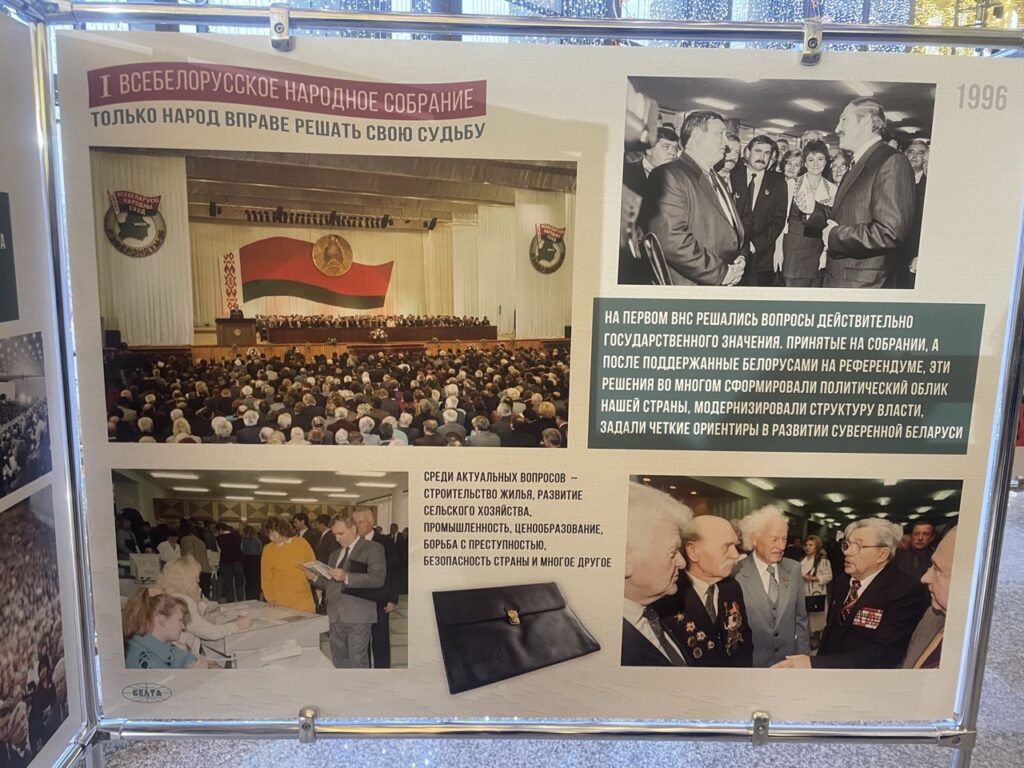 I ВСЕБЕЛОРУССКОЕ НАРОДНОЕ СОБРАНИЕ
ТОЛЬКО НАРОД ВПРАВЕ РЕШАТЬ СВОЮ СУДЬБУ
1996
ВСЕБЕЛАРУСКІ
НАРОДНЫ
СХОД
НА ПЕРВОМ ВНС РЕШАЛИСЬ ВОПРОСЫ ДЕЙСТВИТЕЛЬНО
ГОСУДАРСТВЕННОГО ЗНАЧЕНИЯ. ПРИНЯТЫЕ НА СОБРАНИИ, А
ПОСЛЕ ПОДДЕРЖАННЫЕ БЕЛОРУСАМИ НА РЕФЕРЕНДУМЕ, ЭТИ
РЕШЕНИЯ ВО МНОГОМ СФОРМИРОВАЛИ ПОЛИТИЧЕСКИЙ ОБЛИК
НАШЕЙ СТРАНЫ, МОДЕРНИЗИРОВАЛИ СТРУКТУРУ ВЛАСТИ,
ЗАДАЛИ ЧЕТКИЕ ОРИЕНТИРЫ В РАЗВИТИИ СУВЕРЕННОЙ БЕЛАРУСИ
СРЕДИ АКТУАЛЬНЫХ ВОПРОСОВ –
СТРОИТЕЛЬСТВО ЖИЛЬЯ, РАЗВИТИЕ
СЕЛЬСКОГО ХОЗЯЙСТВА,
ПРОМЫШЛЕННОСТЬ, ЦЕНООБРАЗОВАНИЕ,
БОРЬБА С ПРЕСТУПНОСТЬЮ,
БЕЗОПАСНОСТЬ СТРАНЫ И МНОГОЕ ДРУГОЕ
БЕЛТА